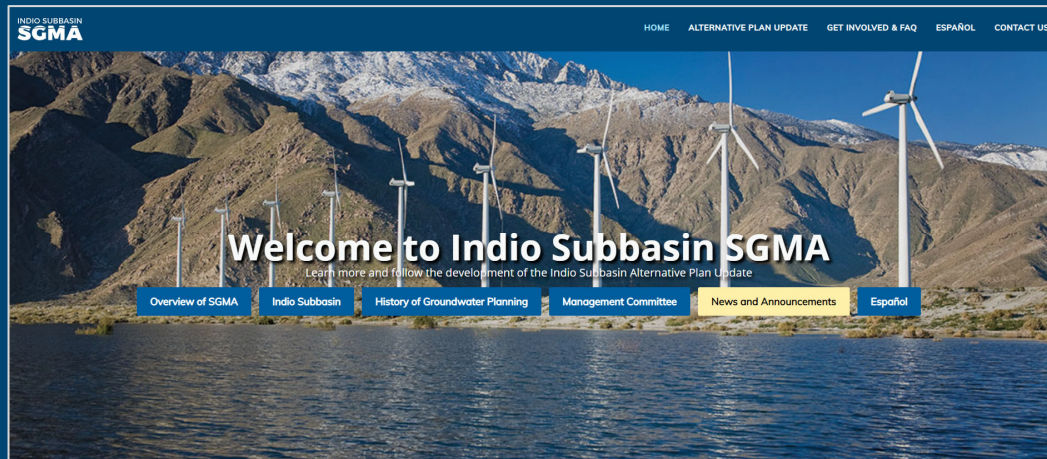 INDIO SUBBASIN
SGMA
HOME ALTERNATIVE PLAN UPDATE GET INVOLVED & FAQ ESPAÑOL CONTACT US
Welcome to Indio Subbasin SGMA
Learn more and follow the development of the Indio Subbasin Alternative Plan Update
Overview of SGMA Indio Subbasin History of Groundwater Planning Management Committee News and Announcements Español